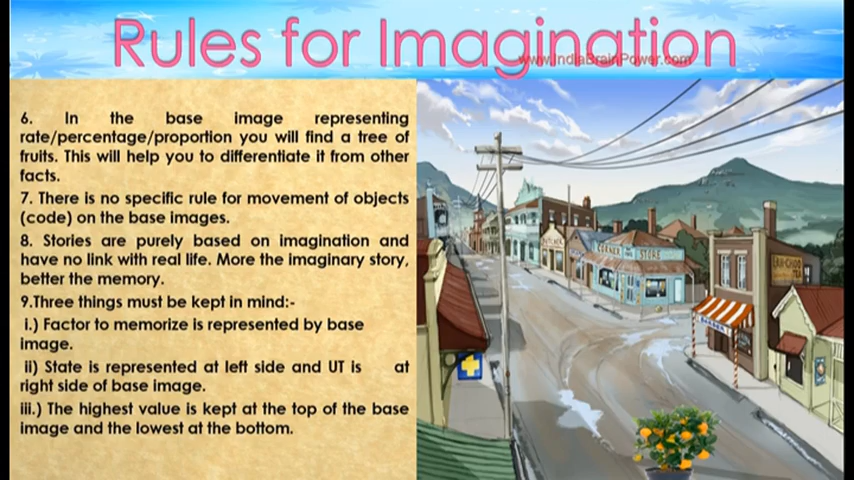 Rules for Imagination
www.IndiaBrainPower.com
6. In the base image representing
rate/percentage/proportion you will find a tree of
fruits. This will help you to differentiate it from other
facts.
7. There is no specific rule for movement of objects
(code) on the base images.
8. Stories are purely based on imagination and
have no link with real life. More the imaginary story,
better the memory.
9.Three things must be kept in mind:-
i.) Factor to memorize is represented by base
image.
ii) State is represented at left side and UT is at
right side of base image.
iii.) The highest value is kept at the top of the base
image and the lowest at the bottom.
BUTCHER
CORNER STORE
BARBER